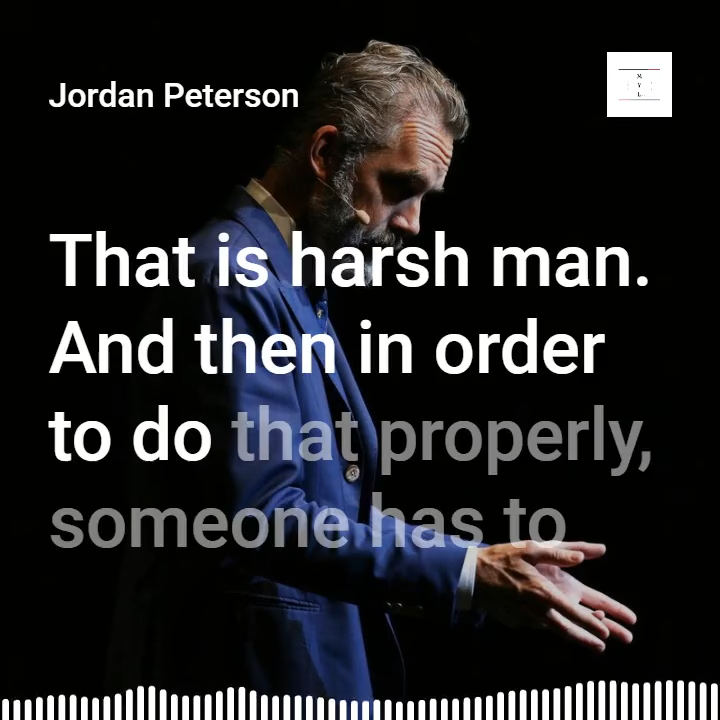 Jordan Peterson
M
Y
L
That is harsh man.
And then in order
to do that properly,
someone has to